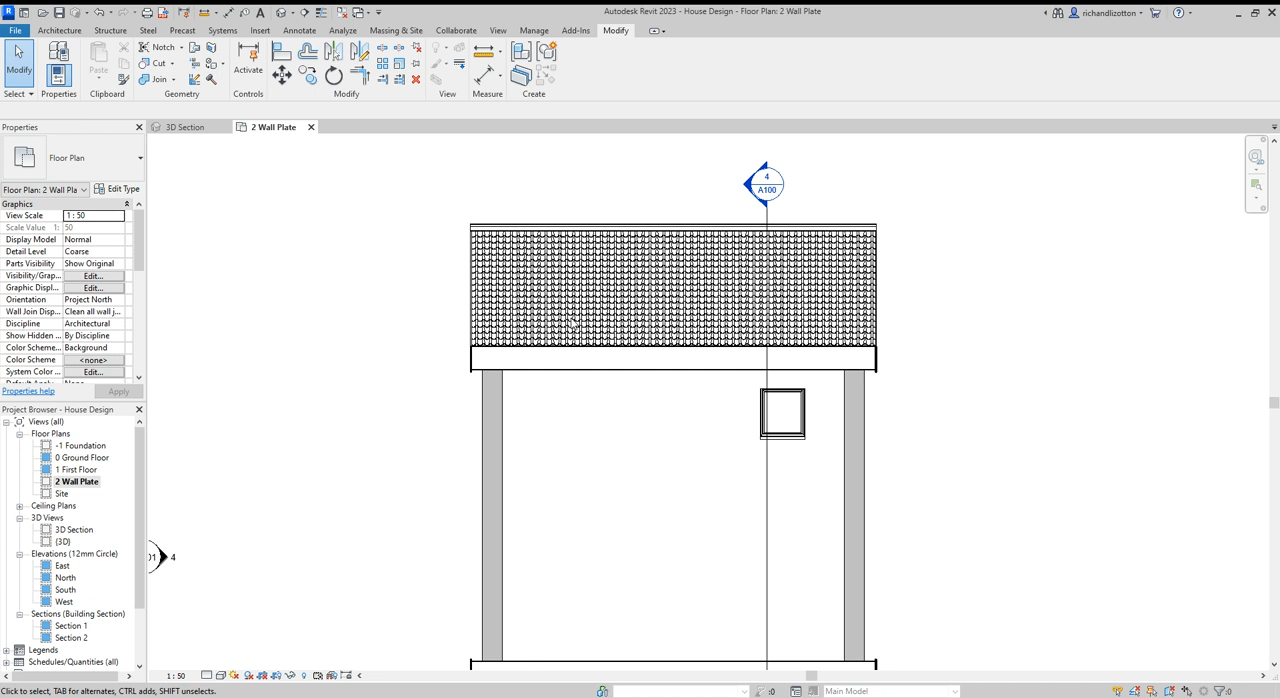 Autodesk Revit 2023 - House Design - Floor Plan: 2 Wall Plate
richandlizotton
File Architecture Structure Steel Precast Systems Insert Annotate Analyze Massing & Site Collaborate View Manage Add-Ins Modify
Modify
Paste
Notch
Cut
Join
Activate
Select Properties Clipboard Geometry Controls Modify View Measure Create
Properties
3D Section
2 Wall Plate
Floor Plan
Floor Plan: 2 Wall Pla
Edit Type
Graphics
View Scale 1 : 50
Scale Value 1: 50
Display Model Normal
Detail Level Coarse
Parts Visibility Show Original
Visibility/Grap... Edit...
Graphic Displ... Edit...
Orientation Project North
Wall Join Disp... Clean all wall j...
Discipline Architectural
Show Hidden ... By Discipline
Color Scheme... Background
Color Scheme <none>
System Color ... Edit...
Properties help
Apply
Project Browser - House Design
Views (all)
Floor Plans
-1 Foundation
0 Ground Floor
1 First Floor
2 Wall Plate
Site
Ceiling Plans
3D Views
3D Section
{3D}
Elevations (12mm Circle)
East
North
South
West
Sections (Building Section)
Section 1
Section 2
Legends
Schedules/Quantities (all)
4
A100
4
1 : 50
Click to select, TAB for alternates, CTRL adds, SHIFT unselects.
:0
Main Model
:0